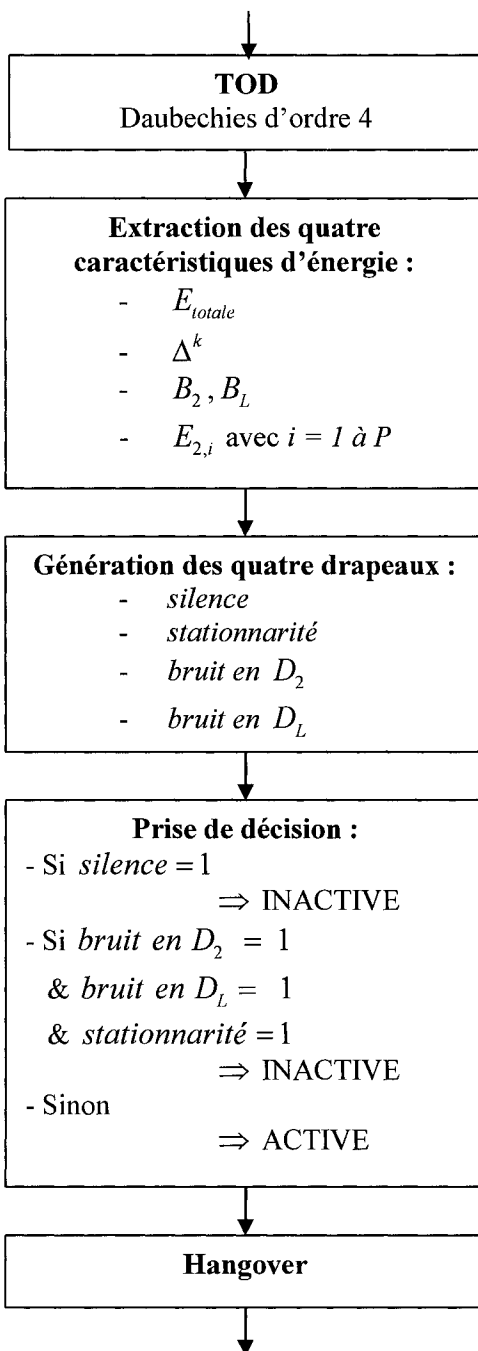 TOD
Daubechies d'ordre 4
Extraction des quatre
caractéristiques d'énergie :
- E_totale
- Δ^k
- B_2 , B_L
- E_2,i avec i = 1 à P
Génération des quatre drapeaux :
- silence
- stationnarité
- bruit en D_2
- bruit en D_L
Prise de décision :
- Si silence = 1
⇒ INACTIVE
- Si bruit en D_2 = 1
& bruit en D_L = 1
& stationnarité = 1
⇒ INACTIVE
- Sinon
⇒ ACTIVE
Hangover